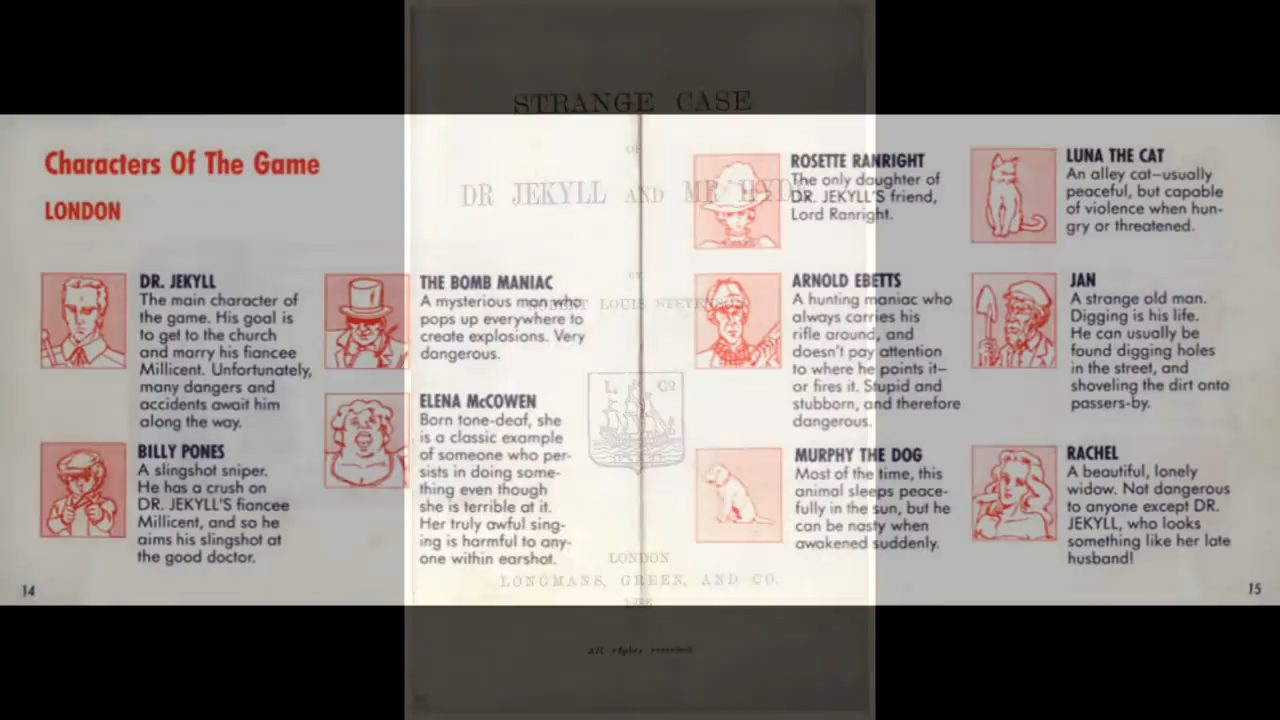 STRANGE CASE
OF
DR JEKYLL AND MR HYDE
BY
ROBERT LOUIS STEVENSON
L & Co
LONDON
LONGMANS, GREEN, AND CO.
All rights reserved
Characters Of The Game
LONDON
DR. JEKYLL
The main character of
the game. His goal is
to get to the church
and marry his fiancee
Millicent. Unfortunately,
many dangers and
accidents await him
along the way.
BILLY PONES
A slingshot sniper.
He has a crush on
DR. JEKYLL'S fiancee
Millicent, and so he
aims his slingshot at
the good doctor.
14
THE BOMB MANIAC
A mysterious man who
pops up everywhere to
create explosions. Very
dangerous.
ELENA McCOWEN
Born tone-deaf, she
is a classic example
of someone who per-
sists in doing some-
thing even though
she is terrible at it.
Her truly awful sing-
ing is harmful to any-
one within earshot.
ROSETTE RANRIGHT
The only daughter of
DR. JEKYLL'S friend,
Lord Ranright.
ARNOLD EBETTS
A hunting maniac who
always carries his
rifle around, and
doesn't pay attention
to where he points it—
or fires it. Stupid and
stubborn, and therefore
dangerous.
MURPHY THE DOG
Most of the time, this
animal sleeps peace-
fully in the sun, but he
can be nasty when
awakened suddenly.
LUNA THE CAT
An alley cat—usually
peaceful, but capable
of violence when hun-
gry or threatened.
JAN
A strange old man.
Digging is his life.
He can usually be
found digging holes
in the street, and
shoveling the dirt onto
passers-by.
RACHEL
A beautiful, lonely
widow. Not dangerous
to anyone except DR.
JEKYLL, who looks
something like her late
husband!
15